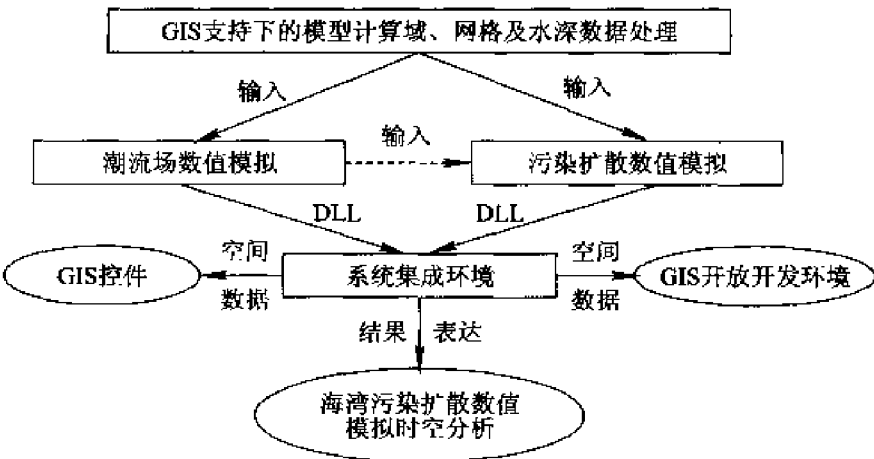 GIS支持下的模型计算域、网格及水深数据处理
输入
输入
潮流场数值模拟
输入
污染扩散数值模拟
DLL
DLL
GIS控件
空间
数据
系统集成环境
空间
数据
GIS开放开发环境
结果
表达
海湾污染扩散数值
模拟时空分析